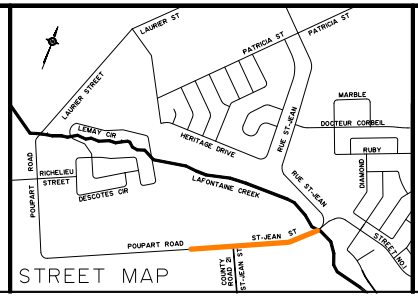 LAURIER ST
PATRICIA ST
PATRICIA ST
LAURIER STREET
MARBLE
DOCTEUR CORBEIL
LEMAY CIR
HERITAGE DRIVE
RUE ST-JEAN
RUBY
POUPART ROAD
RICHELIEU
STREET
DESCOTES CIR
LAFONTAINE CREEK
RUE ST-JEAN
DIAMOND
STREET (NO.1
POUPART ROAD
ST-JEAN ST
COUNTY
ROAD 21
ST-JEAN ST
STREET MAP